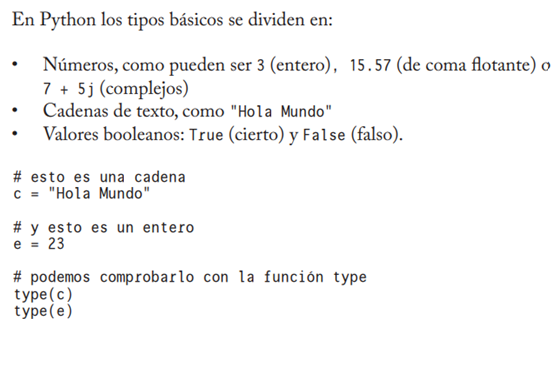 En Python los tipos básicos se dividen en:
• Números, como pueden ser 3 (entero), 15.57 (de coma flotante) o
7 + 5j (complejos)
• Cadenas de texto, como "Hola Mundo"
• Valores booleanos: True (cierto) y False (falso).
# esto es una cadena
c = "Hola Mundo"
# y esto es un entero
e = 23
# podemos comprobarlo con la función type
type(c)
type(e)